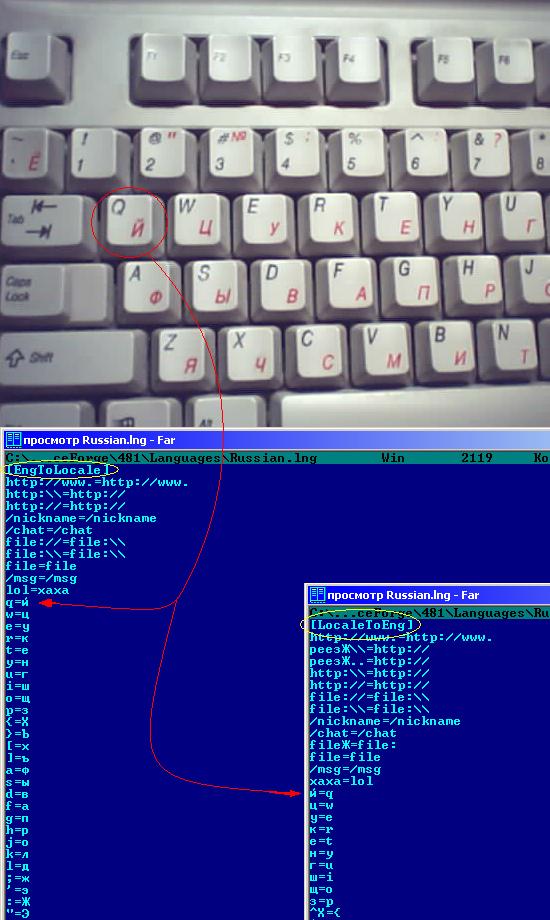 Esc F1 F2 F3 F4 F5 F6
~ ` Ё ! 1 @ " 2 # № 3 $ ; 4 % 5 ^ : 6 & ? 7 * 8
Tab Q Й W Ц E У R К T Е Y Н U Г
Caps Lock A Ф S Ы D В F А G П H Р J О
Shift Z Я X Ч C С V М B И N Т
Alt
просмотр Russian.lng - Far
C:\...ceForge\481\Languages\Russian.lng Win 2119 Ко
[EngToLocale]
http://www.=http://www.
http:\\=http://
http://=http://
/nickname=/nickname
/chat=/chat
file://=file:\\
file:\\=file:\\
file=file
/msg=/msg
lol=хаха
q=й
w=ц
e=у
r=к
t=е
y=н
u=г
i=ш
o=щ
p=з
{=Х
}=Ъ
[=х
]=ъ
a=ф
s=ы
d=в
f=а
g=п
h=р
j=о
k=л
l=д
;=ж
'=э
:=Ж
"=Э
просмотр Russian.lng - Far
C:\...ceForge\481\Languages\Ru
[LocaleToEng]
http://www.=http://www.
реезЖ\\=http://
реезЖ..=http://
http:\\=http://
http://=http://
file://=file:\\
file:\\=file:\\
/nickname=/nickname
/chat=/chat
fileЖ=file:
file=file
/msg=/msg
хаха=lol
й=q
ц=w
у=e
к=r
е=t
н=y
г=u
ш=i
щ=o
з=p
^Х={